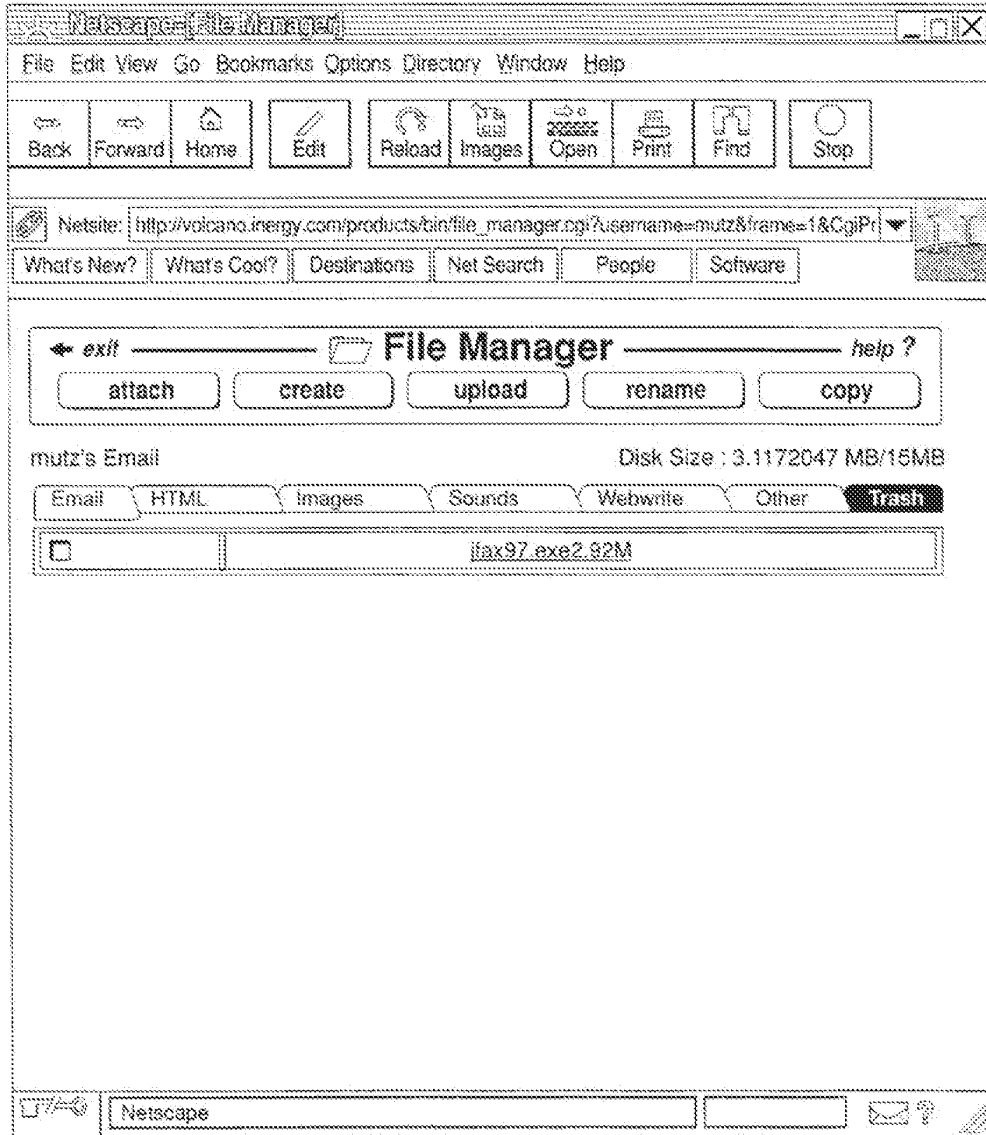 Netscape-[File Manager]
File Edit View Go Bookmarks Options Directory Window Help
Back Forward Home Edit Reload Images Open Print Find Stop
Netsite: http://volcano.inergy.com/products/bin/file_manager.cgi?username=mutz&frame=1&CgiPr
What's New? What's Cool? Destinations Net Search People Software
exit File Manager help ?
attach create upload rename copy
mutz's Email Disk Size : 3.1172047 MB/15MB
Email HTML Images Sounds Webwrite Other Trash
jfax97.exe2.92M
Netscape